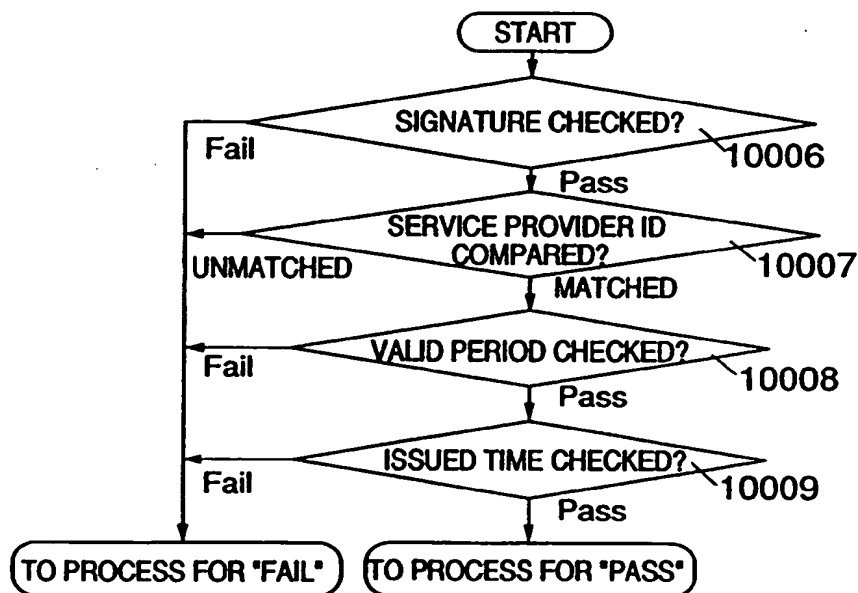 START
SIGNATURE CHECKED?
10006
Fail
Pass
SERVICE PROVIDER ID
COMPARED?
10007
UNMATCHED
MATCHED
VALID PERIOD CHECKED?
10008
Fail
Pass
ISSUED TIME CHECKED?
10009
Fail
Pass
TO PROCESS FOR "FAIL"
TO PROCESS FOR "PASS"